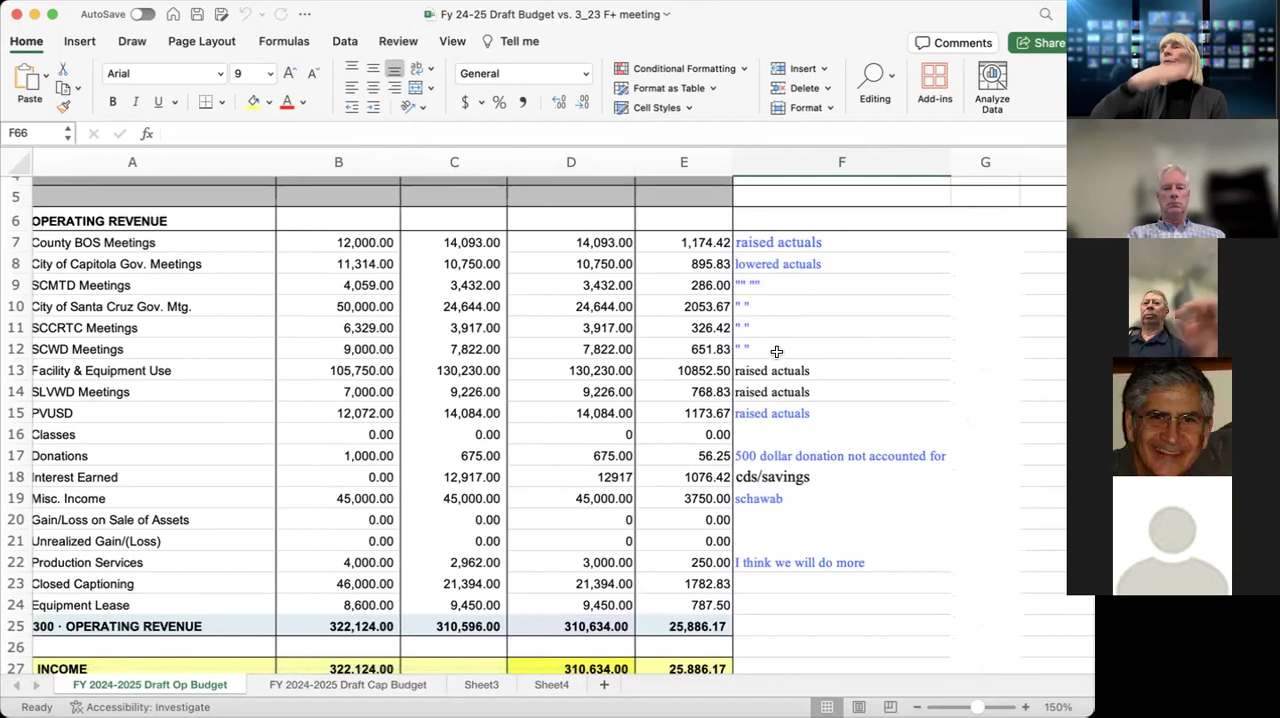 AutoSave
Fy 24-25 Draft Budget vs. 3_23 F+ meeting
Home Insert Draw Page Layout Formulas Data Review View Tell me Comments Share
Paste Arial 9 General Conditional Formatting Format as Table Cell Styles Insert Delete Format Editing Add-ins Analyze Data
F66 fx
A B C D E F G
5
6 OPERATING REVENUE
7 County BOS Meetings 12,000.00 14,093.00 14,093.00 1,174.42 raised actuals
8 City of Capitola Gov. Meetings 11,314.00 10,750.00 10,750.00 895.83 lowered actuals
9 SCMTD Meetings 4,059.00 3,432.00 3,432.00 286.00 "" ""
10 City of Santa Cruz Gov. Mtg. 50,000.00 24,644.00 24,644.00 2053.67 " "
11 SCCRTC Meetings 6,329.00 3,917.00 3,917.00 326.42 " "
12 SCWD Meetings 9,000.00 7,822.00 7,822.00 651.83 " "
13 Facility & Equipment Use 105,750.00 130,230.00 130,230.00 10852.50 raised actuals
14 SLVWD Meetings 7,000.00 9,226.00 9,226.00 768.83 raised actuals
15 PVUSD 12,072.00 14,084.00 14,084.00 1173.67 raised actuals
16 Classes 0.00 0.00 0 0.00
17 Donations 1,000.00 675.00 675.00 56.25 500 dollar donation not accounted for
18 Interest Earned 0.00 12,917.00 12917 1076.42 cds/savings
19 Misc. Income 45,000.00 45,000.00 45,000.00 3750.00 schawab
20 Gain/Loss on Sale of Assets 0.00 0.00 0 0.00
21 Unrealized Gain/(Loss) 0.00 0.00 0 0.00
22 Production Services 4,000.00 2,962.00 3,000.00 250.00 I think we will do more
23 Closed Captioning 46,000.00 21,394.00 21,394.00 1782.83
24 Equipment Lease 8,600.00 9,450.00 9,450.00 787.50
25 300 · OPERATING REVENUE 322,124.00 310,596.00 310,634.00 25,886.17
26
27 INCOME 322,124.00 310,634.00 25,886.17
FY 2024-2025 Draft Op Budget FY 2024-2025 Draft Cap Budget Sheet3 Sheet4
Ready Accessibility: Investigate 150%